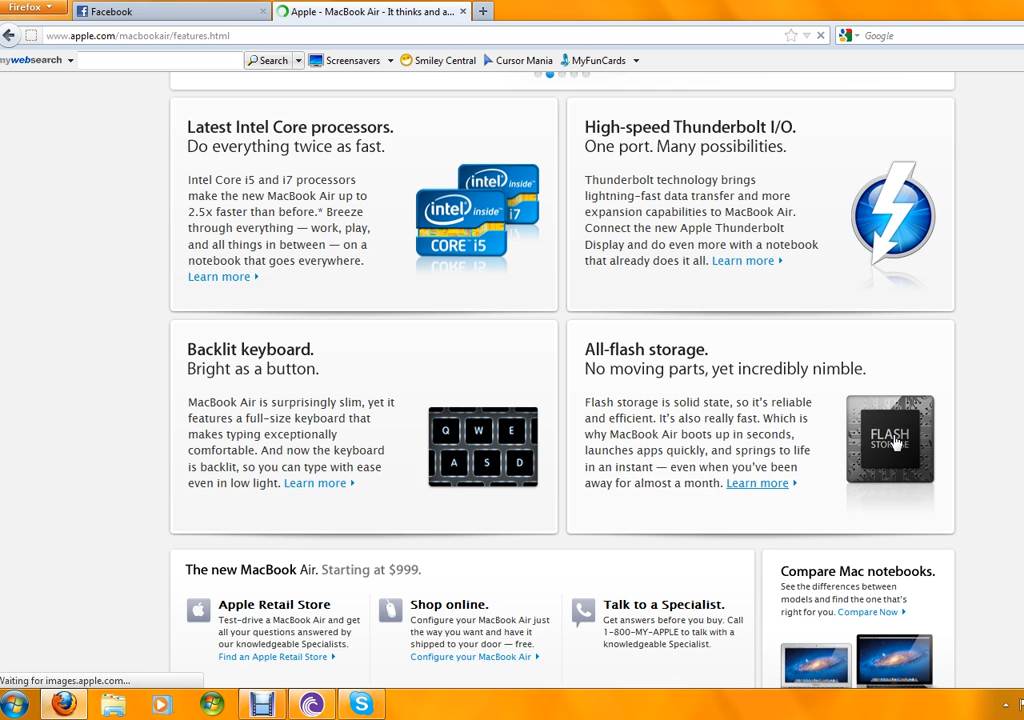 Firefox
Facebook
Apple - MacBook Air - It thinks and a...
www.apple.com/macbookair/features.html
Google
mywebsearch
Search
Screensavers
Smiley Central
Cursor Mania
MyFunCards
Latest Intel Core processors.
Do everything twice as fast.
Intel Core i5 and i7 processors
make the new MacBook Air up to
2.5x faster than before.* Breeze
through everything — work, play,
and all things in between — on a
notebook that goes everywhere.
Learn more
intel inside™
i7
intel inside™
CORE™ i5
High-speed Thunderbolt I/O.
One port. Many possibilities.
Thunderbolt technology brings
lightning-fast data transfer and more
expansion capabilities to MacBook Air.
Connect the new Apple Thunderbolt
Display and do even more with a notebook
that already does it all. Learn more
Backlit keyboard.
Bright as a button.
MacBook Air is surprisingly slim, yet it
features a full-size keyboard that
makes typing exceptionally
comfortable. And now the keyboard
is backlit, so you can type with ease
even in low light. Learn more
Q W E
A S D
All-flash storage.
No moving parts, yet incredibly nimble.
Flash storage is solid state, so it's reliable
and efficient. It's also really fast. Which is
why MacBook Air boots up in seconds,
launches apps quickly, and springs to life
in an instant — even when you've been
away for almost a month. Learn more
FLASH
STORAGE
The new MacBook Air. Starting at $999.
Apple Retail Store
Test-drive a MacBook Air and get
all your questions answered by
our knowledgeable Specialists.
Find an Apple Retail Store
Shop online.
Configure your MacBook Air just
the way you want and have it
shipped to your door — free.
Configure your MacBook Air
Talk to a Specialist.
Get answers before you buy. Call
1-800-MY-APPLE to talk with a
knowledgeable Specialist.
Compare Mac notebooks.
See the differences between
models and find the one that's
right for you. Compare Now
Waiting for images.apple.com...